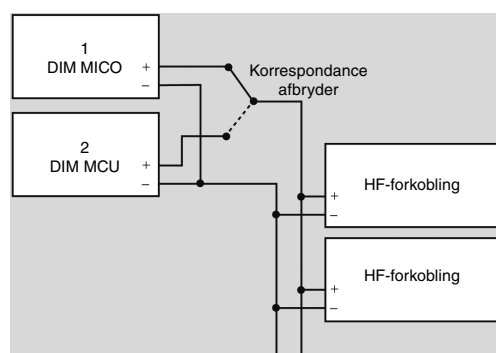 1
DIM MICO
+
–
Korrespondance
afbryder
2
DIM MCU
+
–
HF-forkobling
+
–
HF-forkobling
+
–